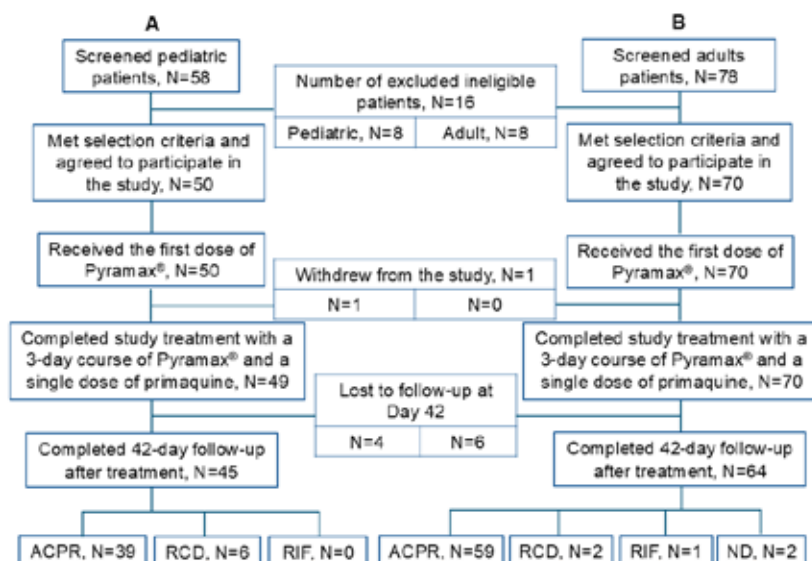 A
B
Screened pediatric
patients, N=58
Screened adults
patients, N=78
Number of excluded ineligible
patients, N=16
Pediatric, N=8
Adult, N=8
Met selection criteria and
agreed to participate in
the study, N=50
Met selection criteria and
agreed to participate in
the study, N=70
Received the first dose of
Pyramax®, N=50
Received the first dose of
Pyramax®, N=70
Withdrew from the study, N=1
N=1
N=0
Completed study treatment with a
3-day course of Pyramax® and a
single dose of primaquine, N=49
Completed study treatment with a
3-day course of Pyramax® and a
single dose of primaquine, N=70
Lost to follow-up at
Day 42
N=4
N=6
Completed 42-day follow-up
after treatment, N=45
Completed 42-day follow-up
after treatment, N=64
ACPR, N=39
RCD, N=6
RIF, N=0
ACPR, N=59
RCD, N=2
RIF, N=1
ND, N=2